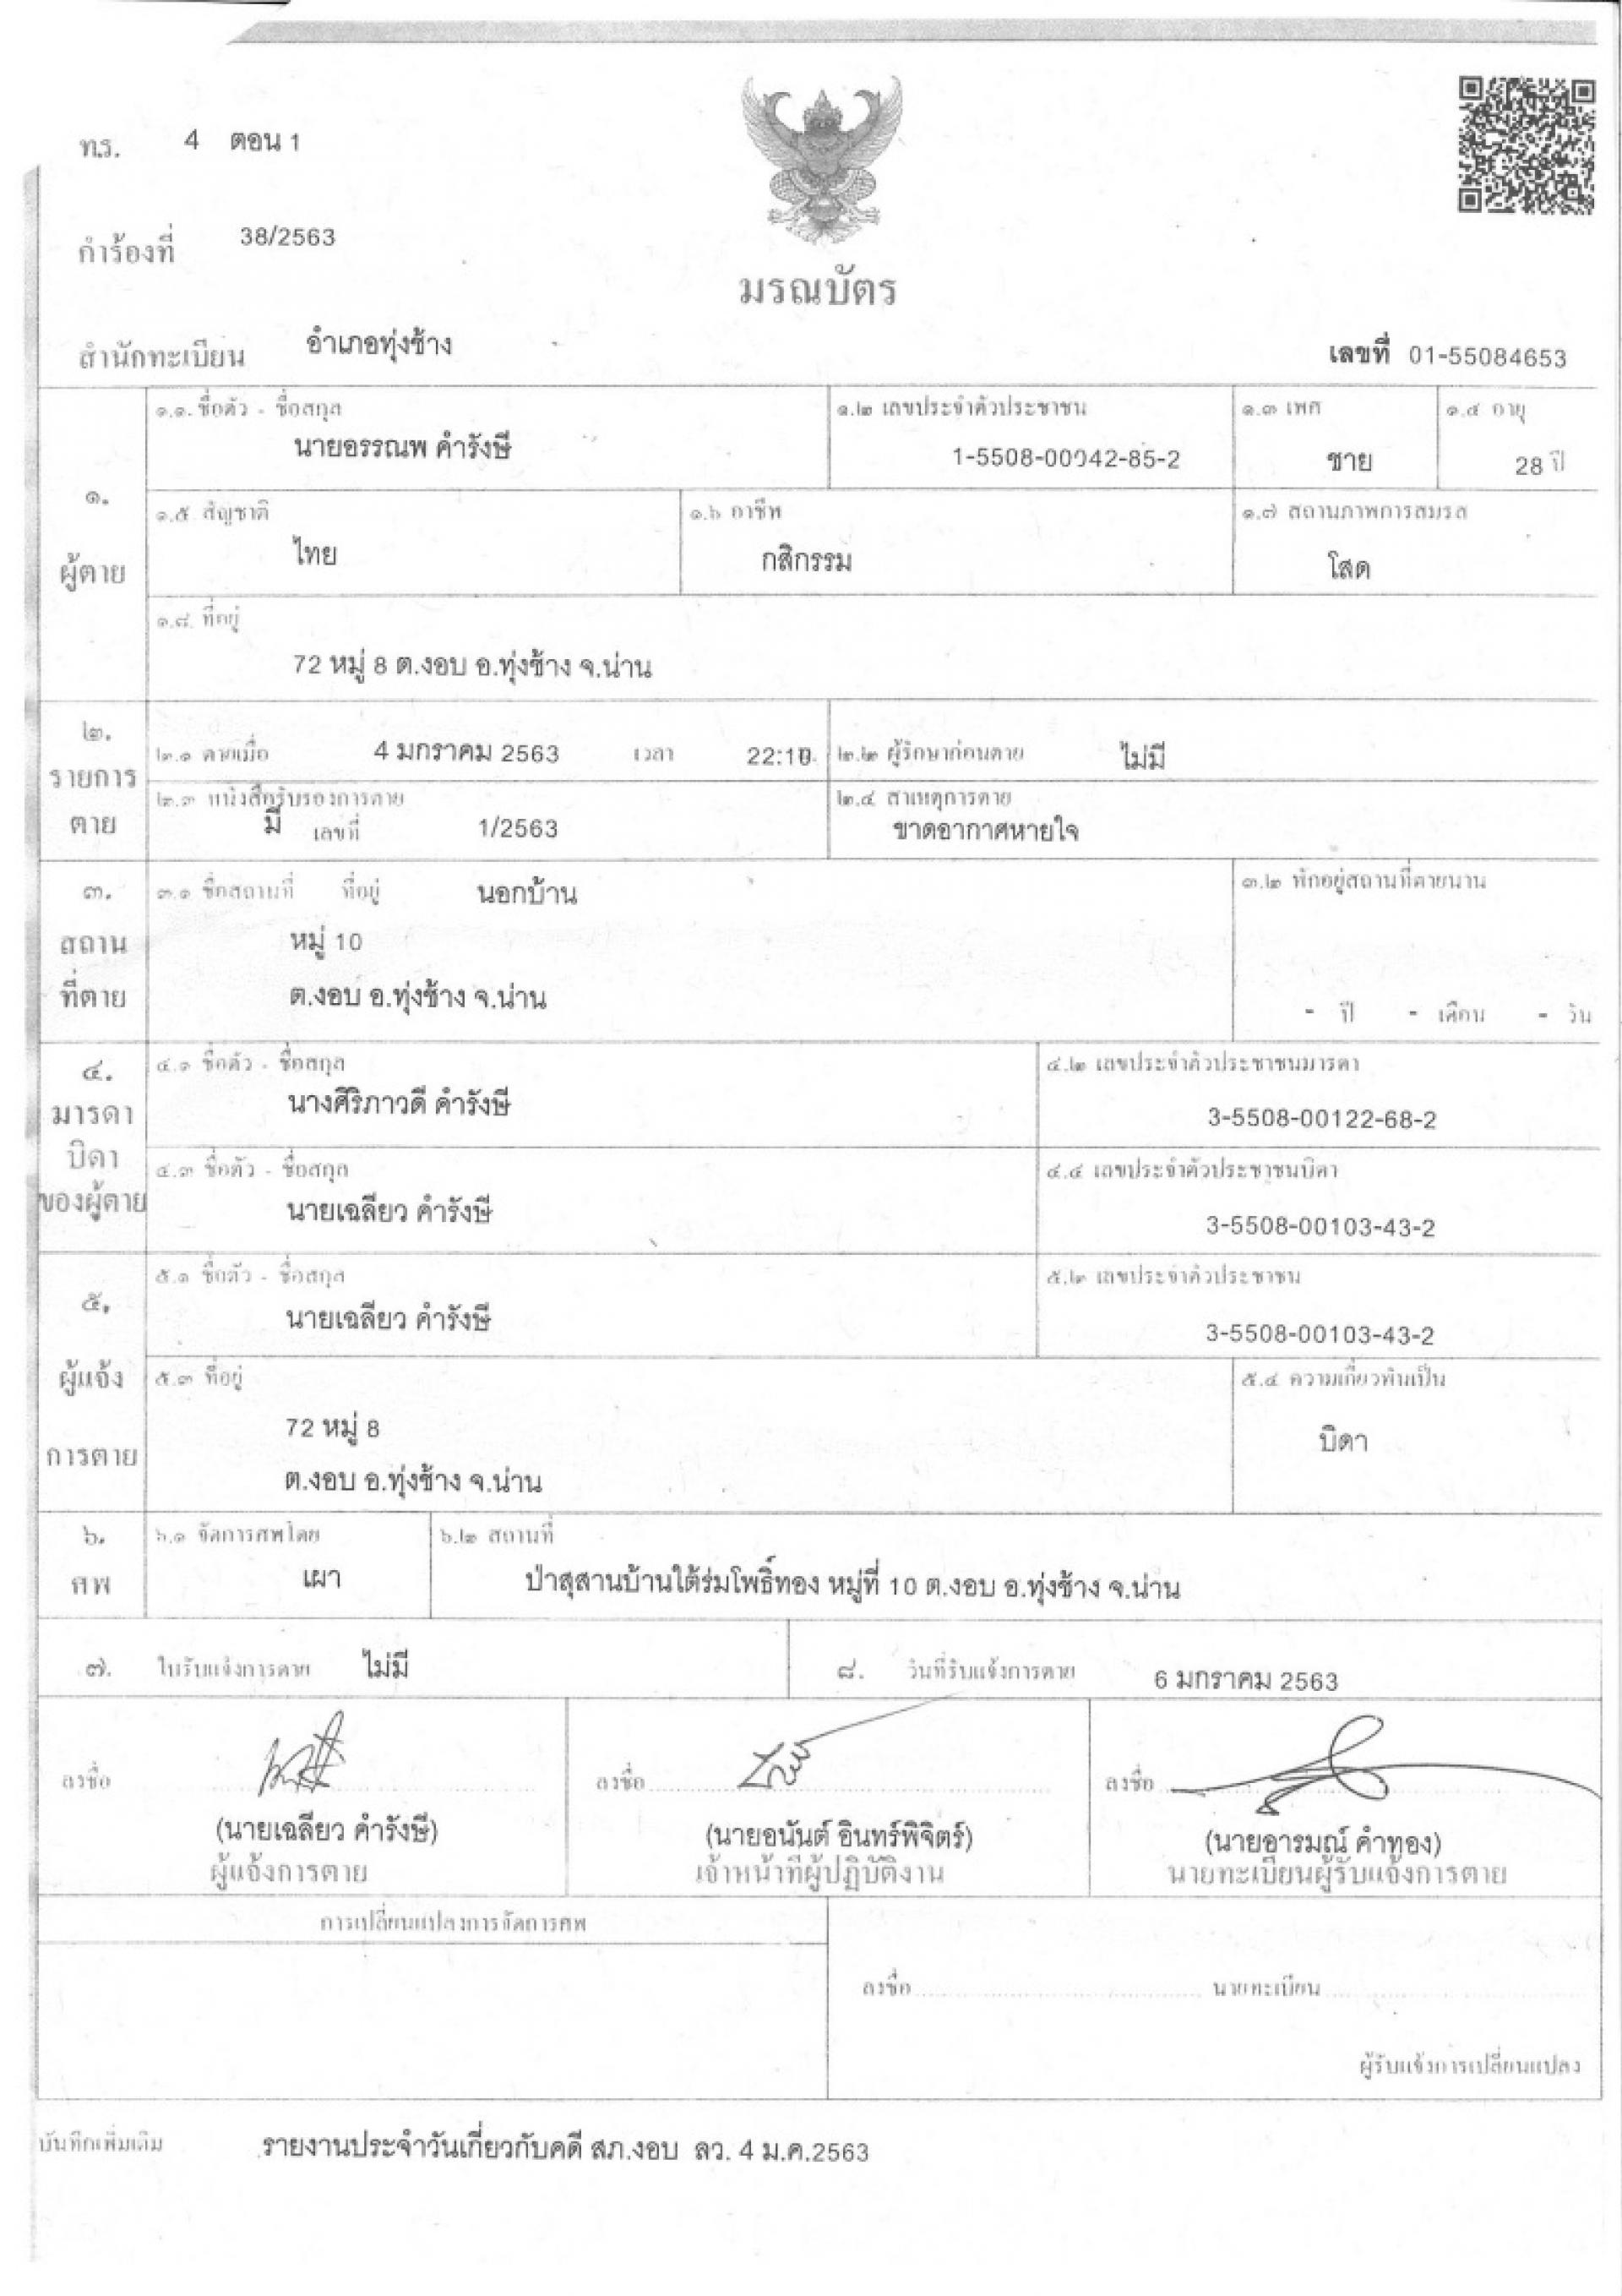 ท.ร. 4 ตอน 1
คำร้องที่ 38/2563
มรณบัตร
สำนักทะเบียน อำเภอทุ่งช้าง
เลขที่ 01-55084653
๑. ผู้ตาย
๑.๑. ชื่อตัว - ชื่อสกุล นายอรรณพ คำรังษี
๑.๒ เลขประจำตัวประชาชน 1-5508-00042-85-2
๑.๓ เพศ ชาย
๑.๔ อายุ 28 ปี
๑.๕ สัญชาติ ไทย
๑.๖ อาชีพ กสิกรรม
๑.๗ สถานภาพการสมรส โสด
๑.๘ ที่อยู่
72 หมู่ 8 ต.งอบ อ.ทุ่งช้าง จ.น่าน
๒. รายการตาย
๒.๑ ตายเมื่อ 4 มกราคม 2563 เวลา 22:10
๒.๒ ผู้รักษาก่อนตาย ไม่มี
๒.๓ หนังสือรับรองการตาย
มี เลขที่ 1/2563
๒.๔ สาเหตุการตาย
ขาดอากาศหายใจ
๓. สถานที่ตาย
๓.๑ ชื่อสถานที่ ที่อยู่ นอกบ้าน
หมู่ 10
ต.งอบ อ.ทุ่งช้าง จ.น่าน
๓.๒ พักอยู่สถานที่ตายนาน
- ปี - เดือน - วัน
๔. มารดา บิดา ของผู้ตาย
๔.๑ ชื่อตัว - ชื่อสกุล
นางศิริภาวดี คำรังษี
๔.๒ เลขประจำตัวประชาชนมารดา
3-5508-00122-68-2
๔.๓ ชื่อตัว - ชื่อสกุล
นายเฉลียว คำรังษี
๔.๔ เลขประจำตัวประชาชนบิดา
3-5508-00103-43-2
๕. ผู้แจ้งการตาย
๕.๑ ชื่อตัว - ชื่อสกุล
นายเฉลียว คำรังษี
๕.๒ เลขประจำตัวประชาชน
3-5508-00103-43-2
๕.๓ ที่อยู่
72 หมู่ 8
ต.งอบ อ.ทุ่งช้าง จ.น่าน
๕.๔ ความเกี่ยวพันเป็น
บิดา
๖. ศพ
๖.๑ จัดการศพโดย
เผา
๖.๒ สถานที่
ป่าสุสานบ้านใต้ร่มโพธิ์ทอง หมู่ที่ 10 ต.งอบ อ.ทุ่งช้าง จ.น่าน
๗. ใบรับแจ้งการตาย ไม่มี
๘. วันที่รับแจ้งการตาย 6 มกราคม 2563
ลงชื่อ
(นายเฉลียว คำรังษี)
ผู้แจ้งการตาย
ลงชื่อ
(นายอนันต์ อินทร์พิจิตร์)
เจ้าหน้าที่ผู้ปฏิบัติงาน
ลงชื่อ
(นายอารมณ์ คำทอง)
นายทะเบียนผู้รับแจ้งการตาย
การเปลี่ยนแปลงการจัดการศพ
ลงชื่อ นายทะเบียน
ผู้รับแจ้งการเปลี่ยนแปลง
บันทึกเพิ่มเติม รายงานประจำวันเกี่ยวกับคดี สภ.งอบ ลว. 4 ม.ค.2563